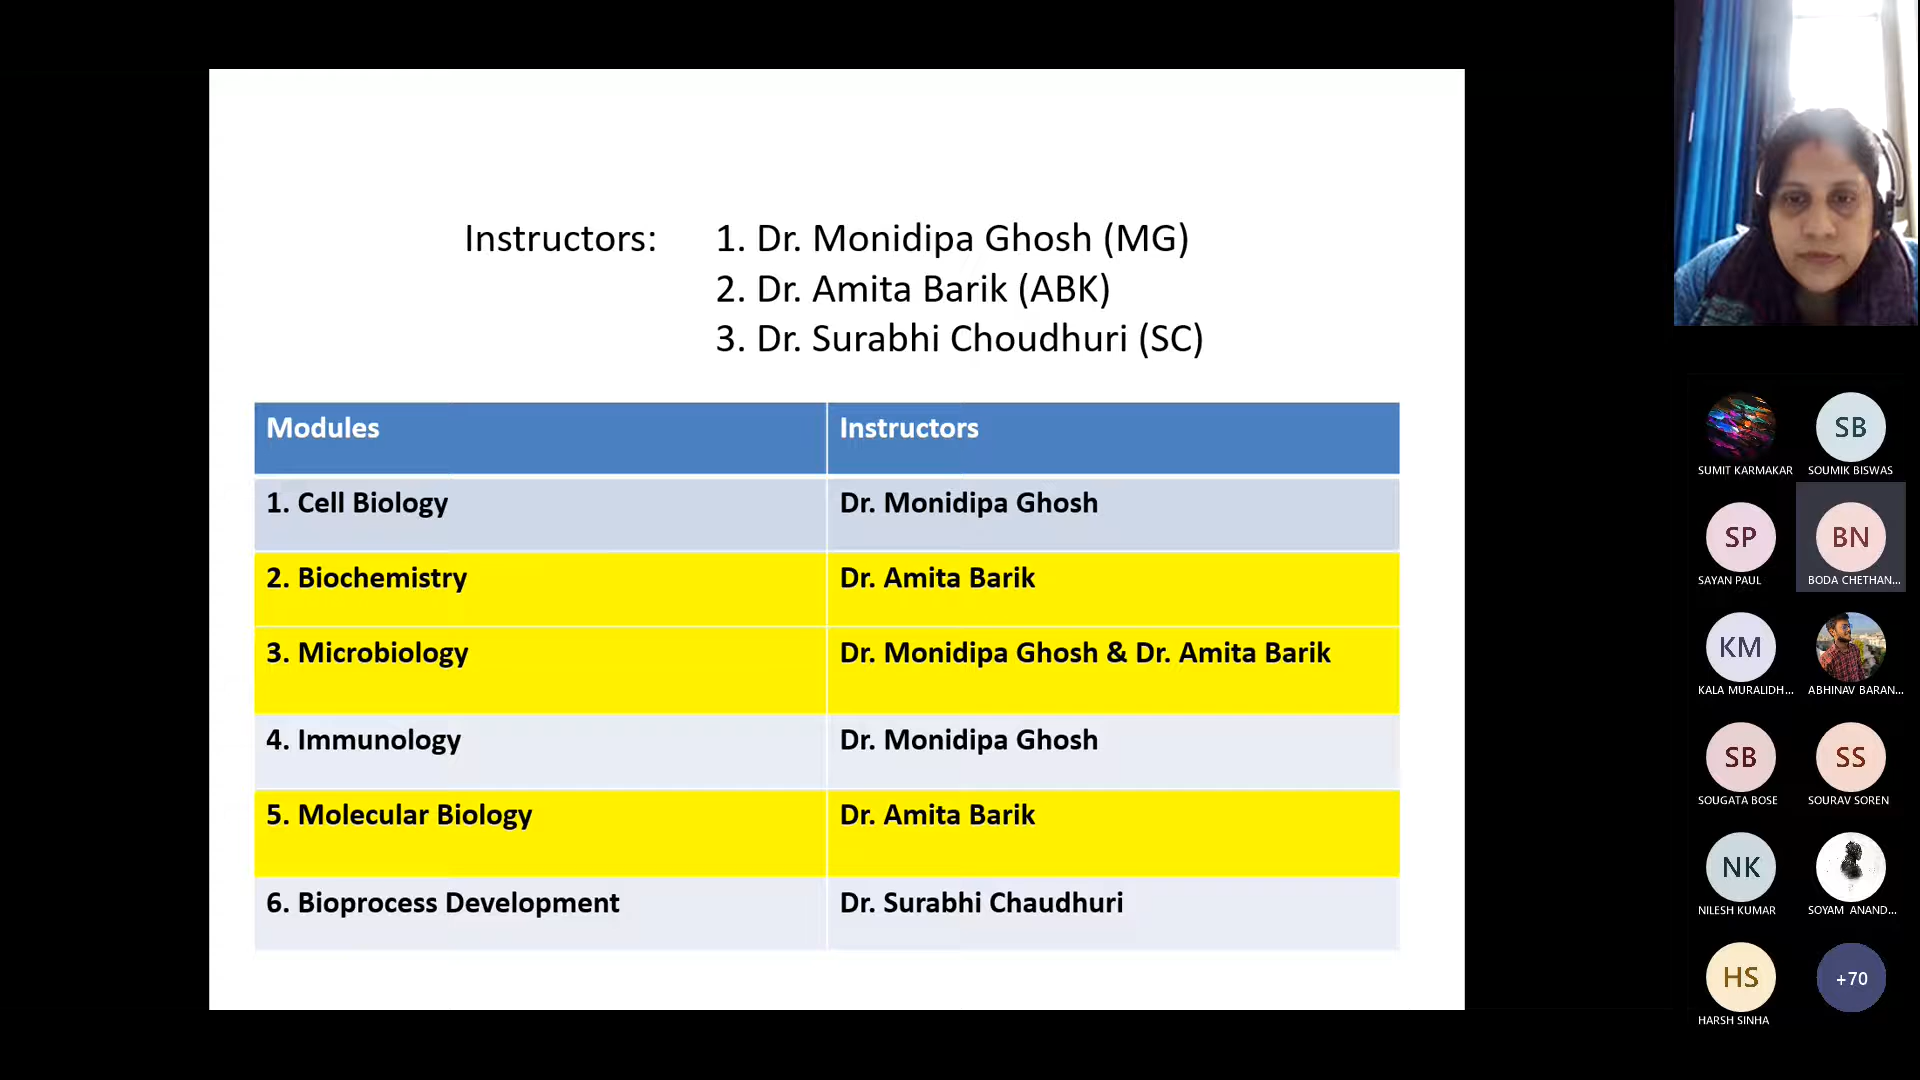 Instructors: 1. Dr. Monidipa Ghosh (MG)
2. Dr. Amita Barik (ABK)
3. Dr. Surabhi Choudhuri (SC)
Modules Instructors
1. Cell Biology Dr. Monidipa Ghosh
2. Biochemistry Dr. Amita Barik
3. Microbiology Dr. Monidipa Ghosh & Dr. Amita Barik
4. Immunology Dr. Monidipa Ghosh
5. Molecular Biology Dr. Amita Barik
6. Bioprocess Development Dr. Surabhi Chaudhuri
SB
SUMIT KARMAKAR SOUMIK BISWAS
SP BN
SAYAN PAUL BODA CHETHAN...
KM
KALA MURALIDH... ABHINAV BARAN...
SB SS
SOUGATA BOSE SOURAV SOREN
NK
NILESH KUMAR SOYAM ANAND...
HS +70
HARSH SINHA